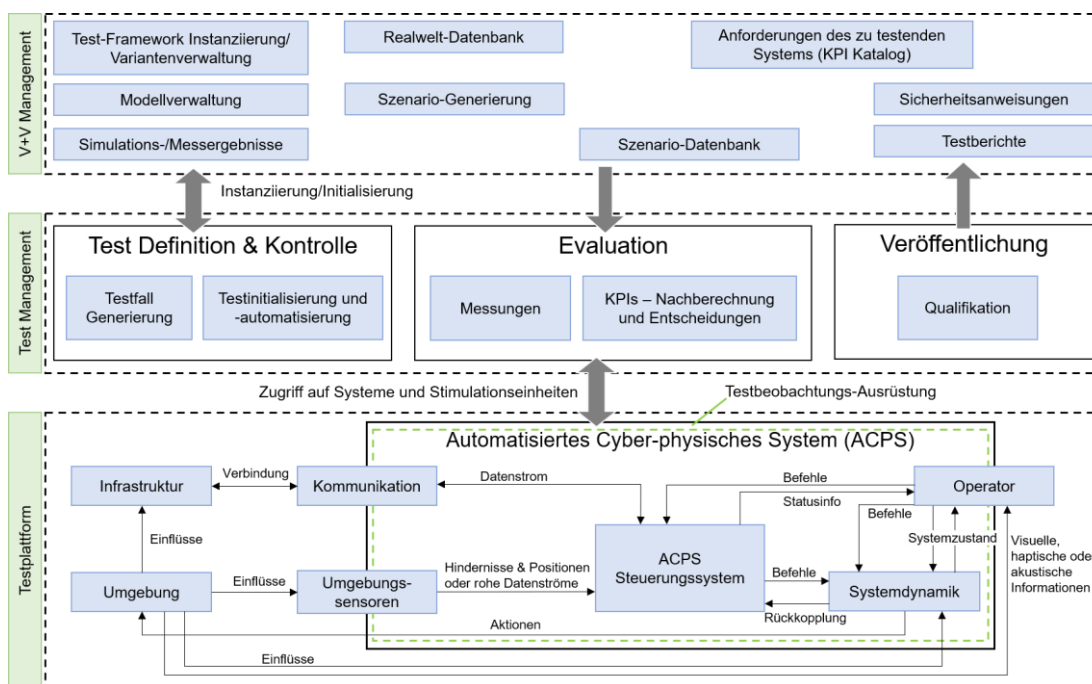 V+V Management
Test-Framework Instanziierung/
Variantenverwaltung
Realwelt-Datenbank
Anforderungen des zu testenden
Systems (KPI Katalog)
Modellverwaltung
Szenario-Generierung
Sicherheitsanweisungen
Simulations-/Messergebnisse
Szenario-Datenbank
Testberichte
Instanziierung/Initialisierung
Test Management
Test Definition & Kontrolle
Testfall
Generierung
Testinitialisierung und
-automatisierung
Evaluation
Messungen
KPIs – Nachberechnung
und Entscheidungen
Veröffentlichung
Qualifikation
Zugriff auf Systeme und Stimulationseinheiten
Testbeobachtungs-Ausrüstung
Testplattform
Automatisiertes Cyber-physisches System (ACPS)
Infrastruktur
Verbindung
Kommunikation
Datenstrom
Befehle
Statusinfo
Operator
Befehle
Systemzustand
Visuelle,
haptische ode
akustische
Informationen
Einflüsse
ACPS
Steuerungssystem
Umgebung
Einflüsse
Umgebungs-
sensoren
Hindernisse & Positionen
oder rohe Datenströme
Befehle
Systemdynamik
Rückkopplung
Aktionen
Einflüsse